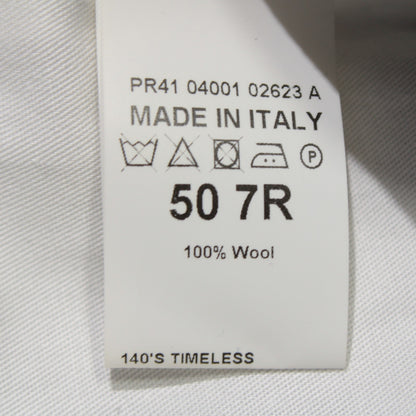 PR41 04001 02623 A
MADE IN ITALY
P
50 7R
100% Wool
140'S TIMELESS